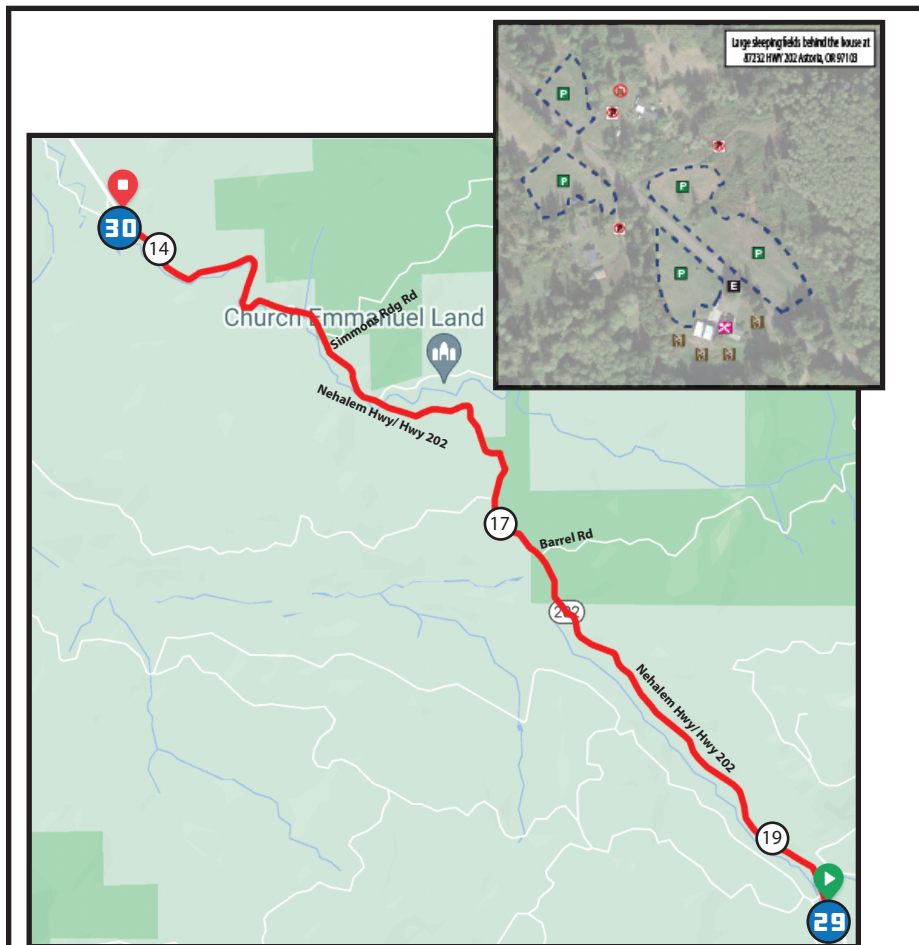 Large sleeping fields behind the house at
87232 HWY 202 Astoria, OR 97103
P
P
P
P
P
P
P
P
E
30
14
Church Emmanuel Land
Simmons Rdg Rd
Nehalem Hwy/ Hwy 202
17
Barrel Rd
202
Nehalem Hwy/ Hwy 202
19
29